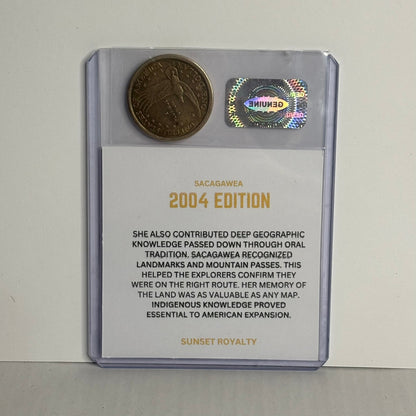 GENUINE
SACAGAWEA
2004 EDITION
SHE ALSO CONTRIBUTED DEEP GEOGRAPHIC
KNOWLEDGE PASSED DOWN THROUGH ORAL
TRADITION. SACAGAWEA RECOGNIZED
LANDMARKS AND MOUNTAIN PASSES. THIS
HELPED THE EXPLORERS CONFIRM THEY
WERE ON THE RIGHT ROUTE. HER MEMORY OF
THE LAND WAS AS VALUABLE AS ANY MAP.
INDIGENOUS KNOWLEDGE PROVED
ESSENTIAL TO AMERICAN EXPANSION.
SUNSET ROYALTY